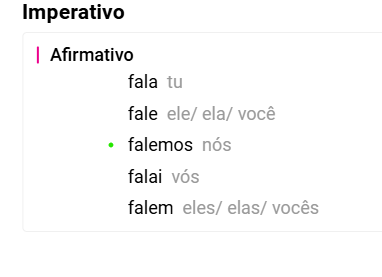 Imperativo
Afirmativo
fala tu
fale ele/ ela/ você
falemos nós
falai vós
falem eles/ elas/ vocês